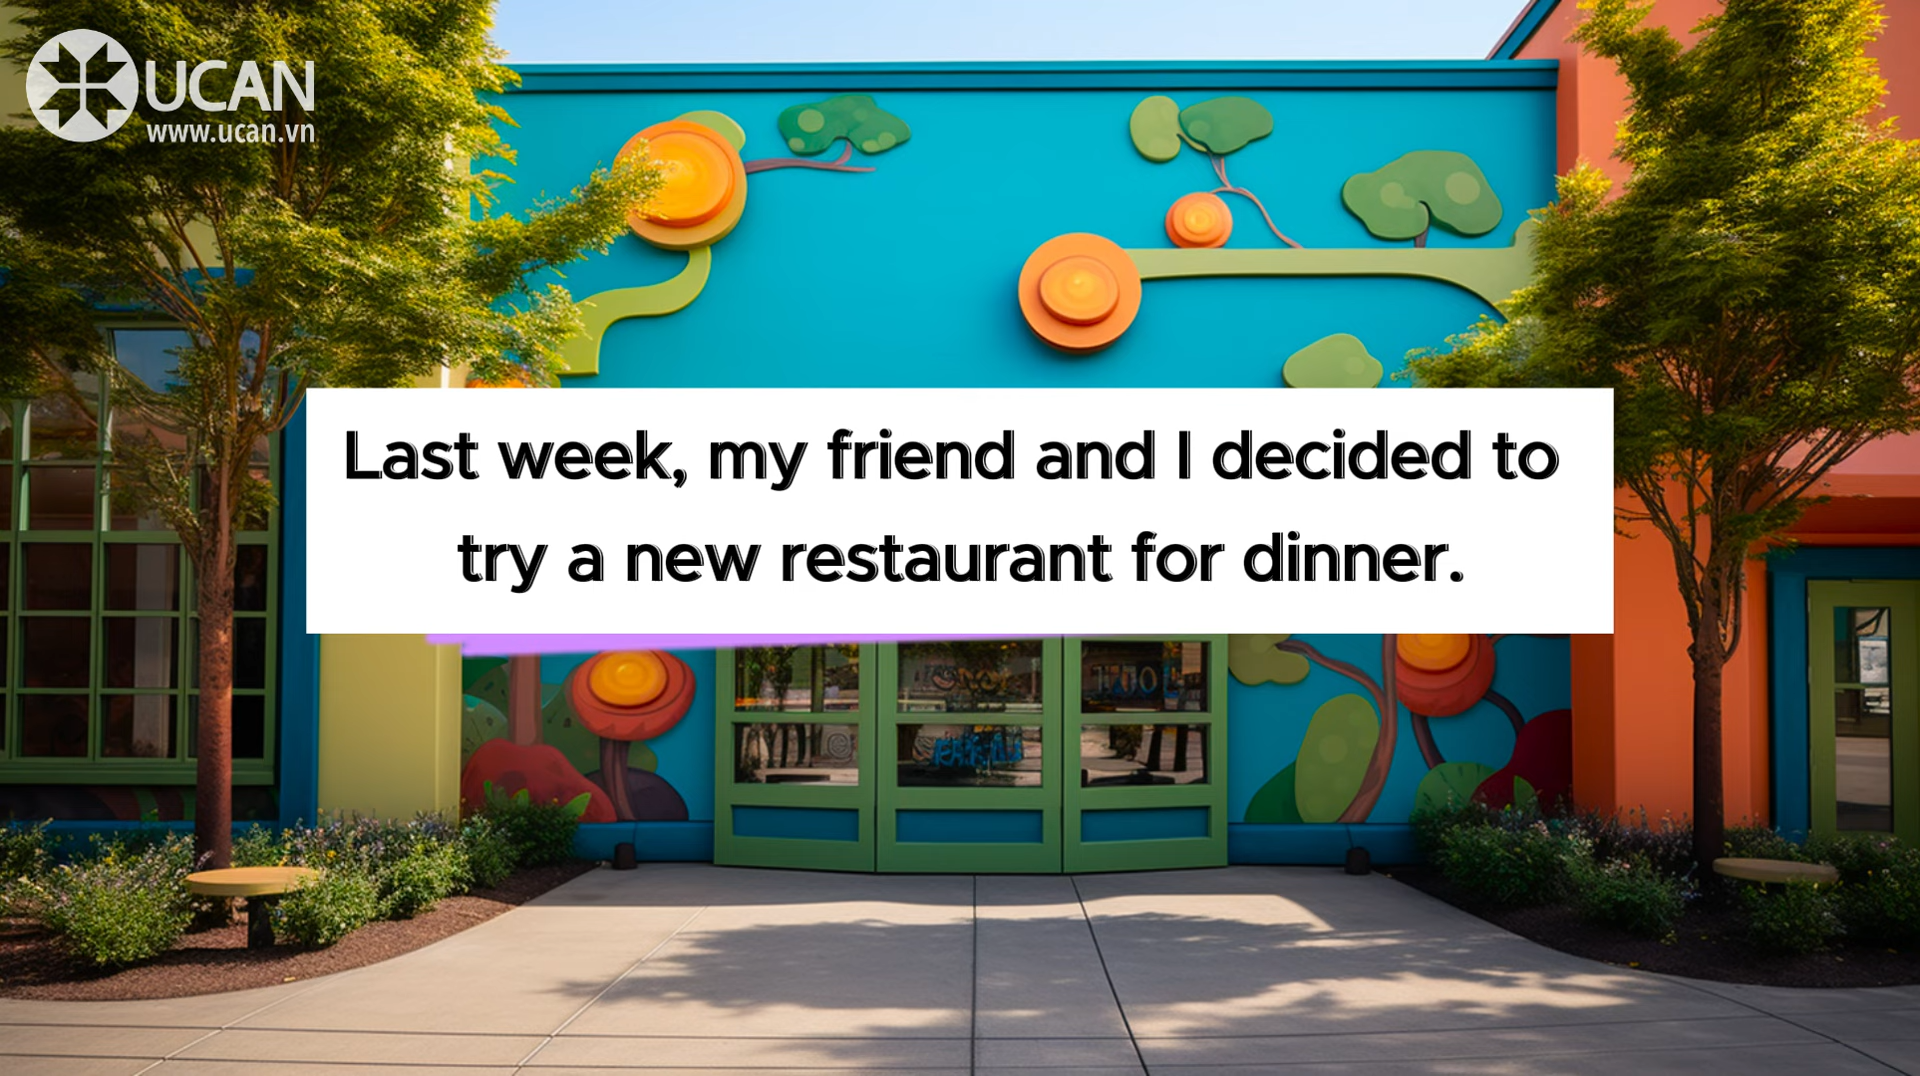 UCAN
www.ucan.vn
Last week, my friend and I decided to
try a new restaurant for dinner.